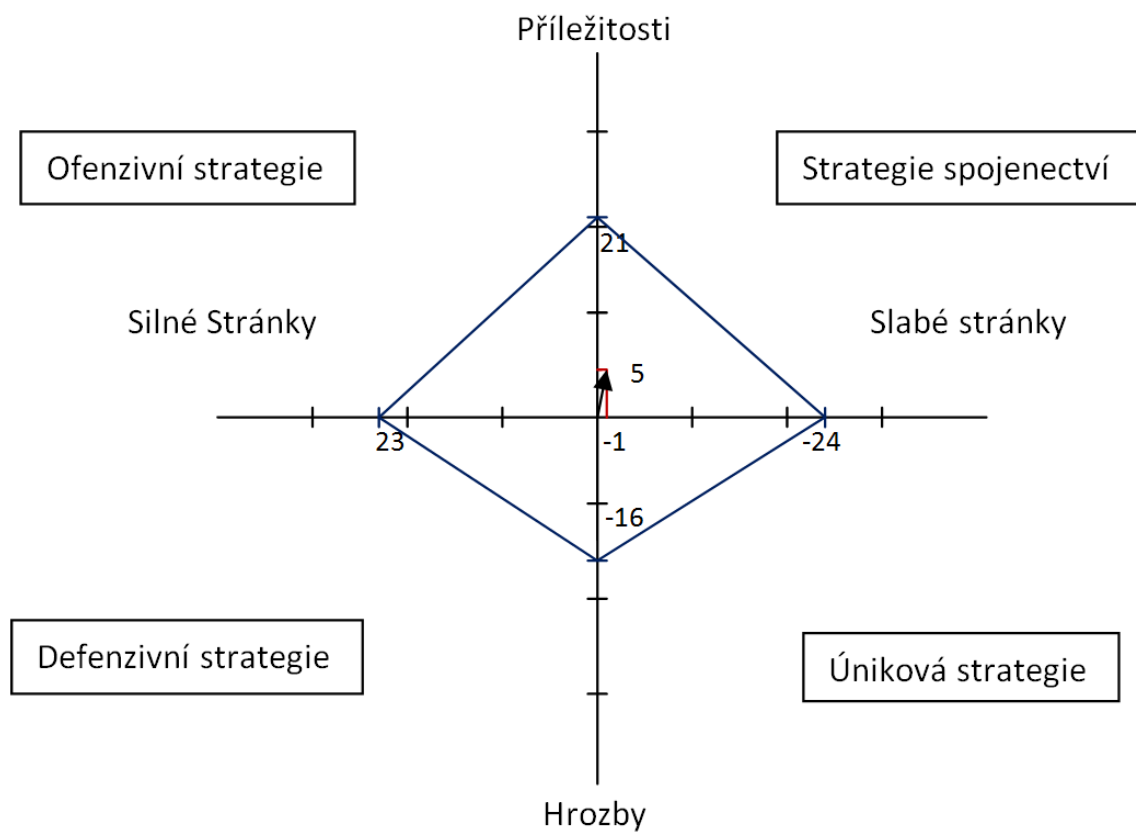 Příležitosti
Ofenzivní strategie
Strategie spojenectví
21
Silné Stránky
Slabé stránky
5
23
-1
-24
-16
Defenzivní strategie
Úniková strategie
Hrozby